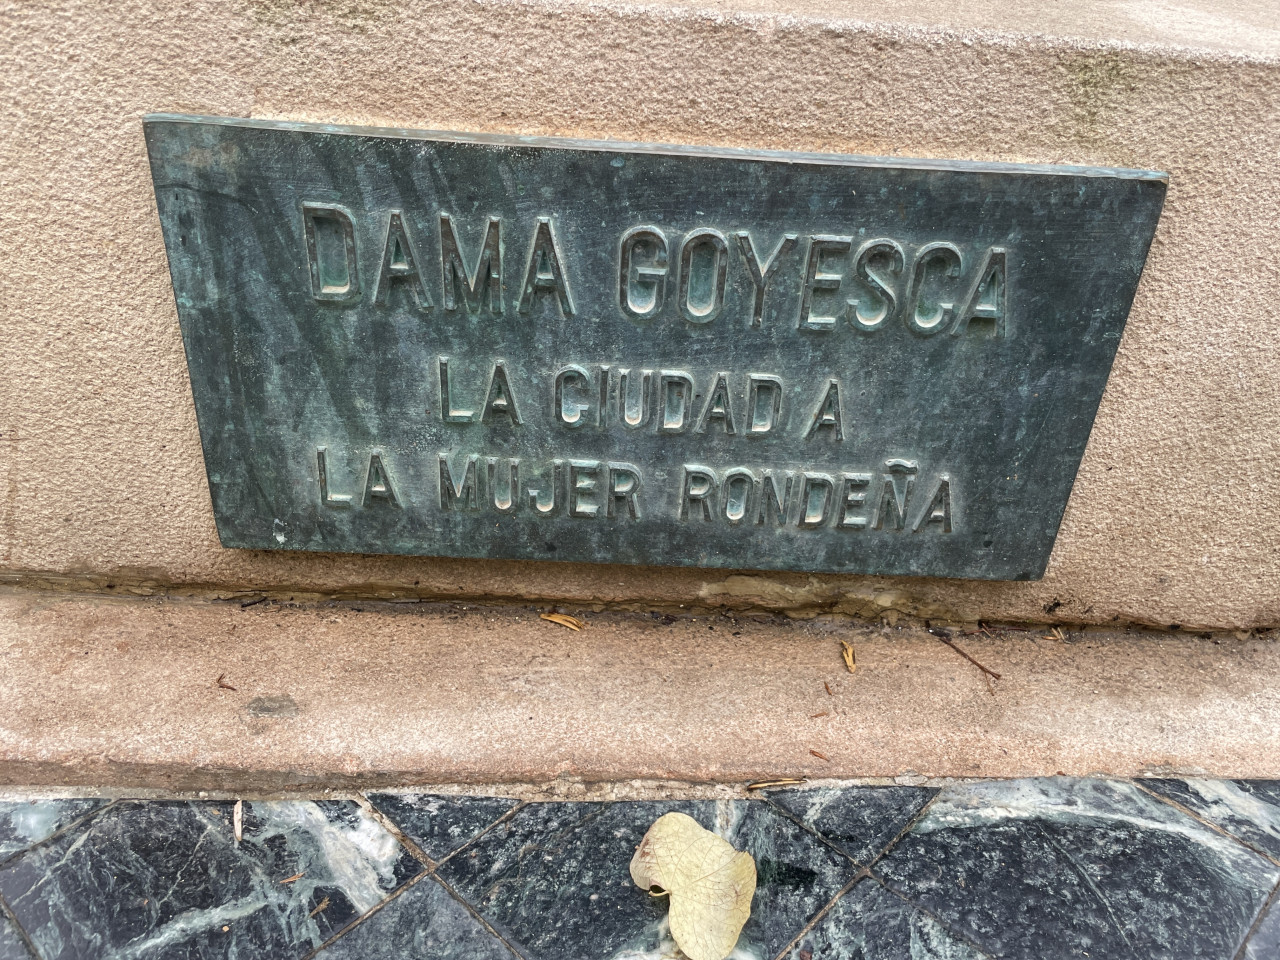 DAMA GOYESCA
LA CIUDAD A
LA MUJER RONDEÑA